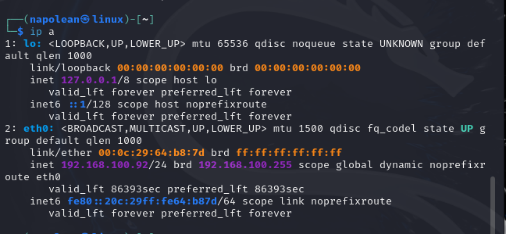 ┌──(napolean㉿linux)-[~]
└─$ ip a
1: lo: <LOOPBACK,UP,LOWER_UP> mtu 65536 qdisc noqueue state UNKNOWN group def
ault qlen 1000
    link/loopback 00:00:00:00:00:00 brd 00:00:00:00:00:00
    inet 127.0.0.1/8 scope host lo
       valid_lft forever preferred_lft forever
    inet6 ::1/128 scope host noprefixroute
       valid_lft forever preferred_lft forever
2: eth0: <BROADCAST,MULTICAST,UP,LOWER_UP> mtu 1500 qdisc fq_codel state UP g
roup default qlen 1000
    link/ether 00:0c:29:64:b8:7d brd ff:ff:ff:ff:ff:ff
    inet 192.168.100.92/24 brd 192.168.100.255 scope global dynamic noprefixr
oute eth0
       valid_lft 86393sec preferred_lft 86393sec
    inet6 fe80::20c:29ff:fe64:b87d/64 scope link noprefixroute
       valid_lft forever preferred_lft forever